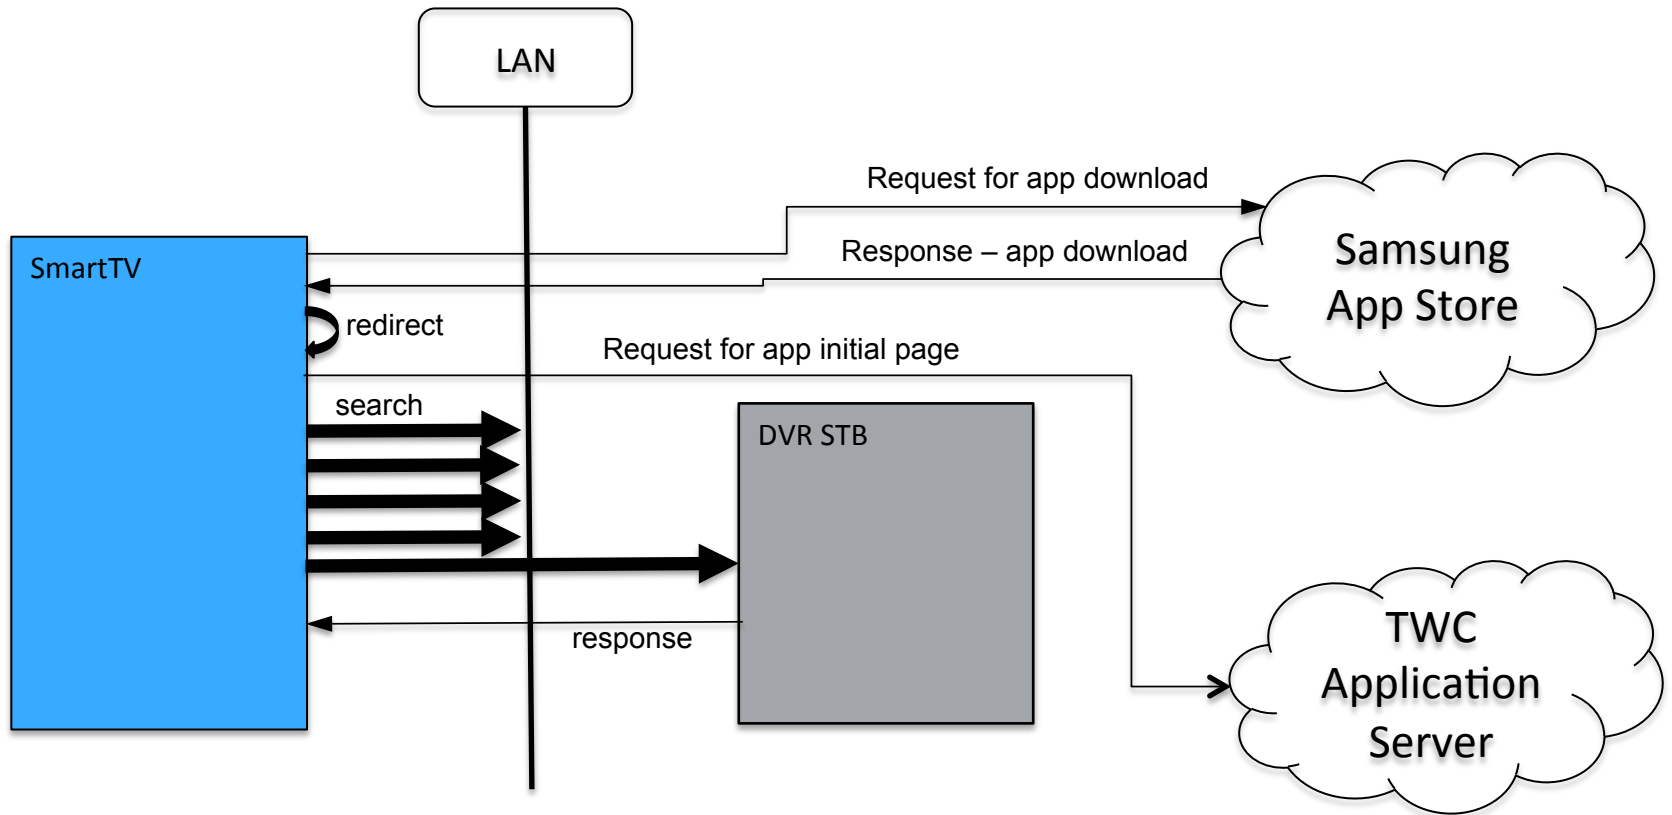 LAN
Request for app download
SmartTV
Response – app download
Samsung
App Store
redirect
Request for app initial page
search
DVR STB
response
TWC
Application
Server